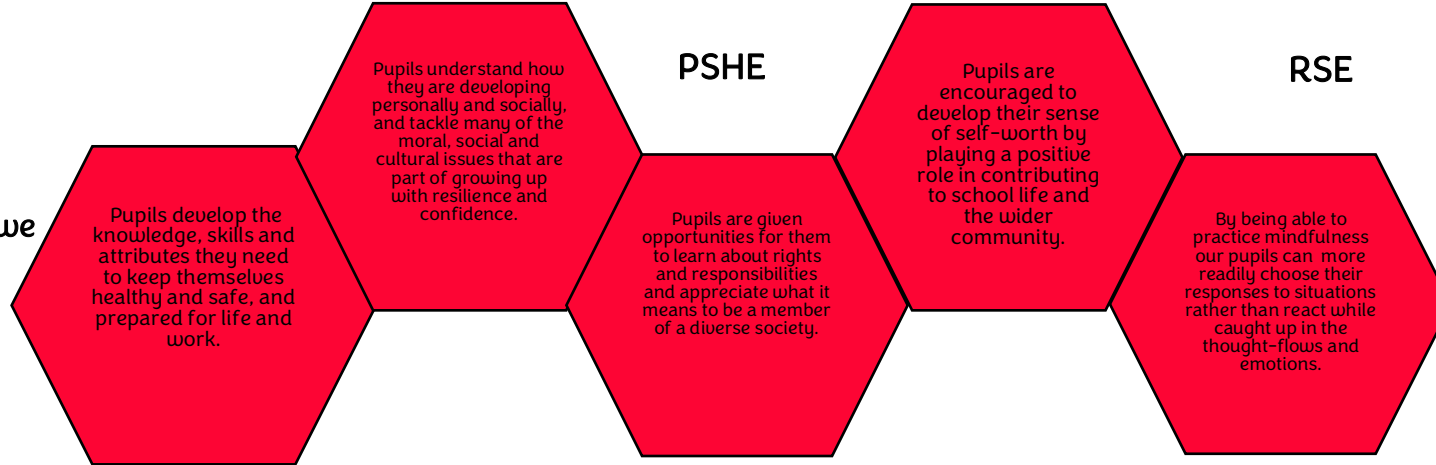 we
Pupils develop the
knowledge, skills and
attributes they need
to keep themselves
healthy and safe, and
prepared for life and
work.
Pupils understand how
they are developing
personally and socially,
and tackle many of the
moral, social and
cultural issues that are
part of growing up
with resilience and
confidence.
PSHE
Pupils are given
opportunities for them
to learn about rights
and responsibilities
and appreciate what it
means to be a member
of a diverse society.
Pupils are
encouraged to
develop their sense
of self-worth by
playing a positive
role in contributing
to school life and
the wider
community.
RSE
By being able to
practice mindfulness
our pupils can more
readily choose their
responses to situations
rather than react while
caught up in the
thought-flows and
emotions.